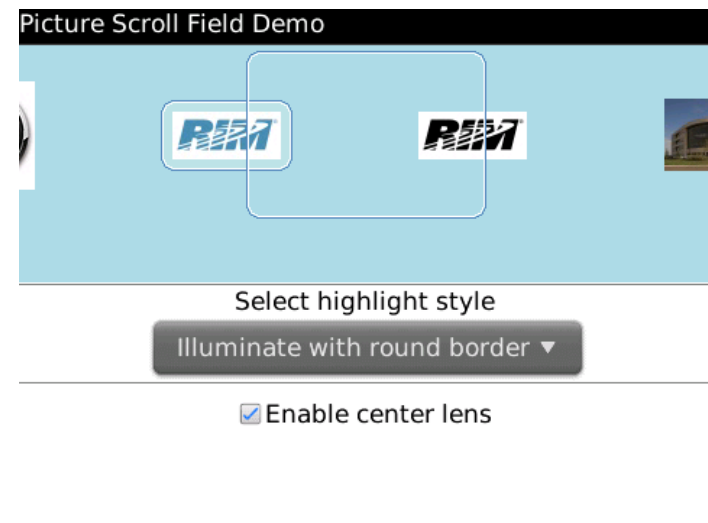 Picture Scroll Field Demo
RIM RIM
Select highlight style
Illuminate with round border
Enable center lens